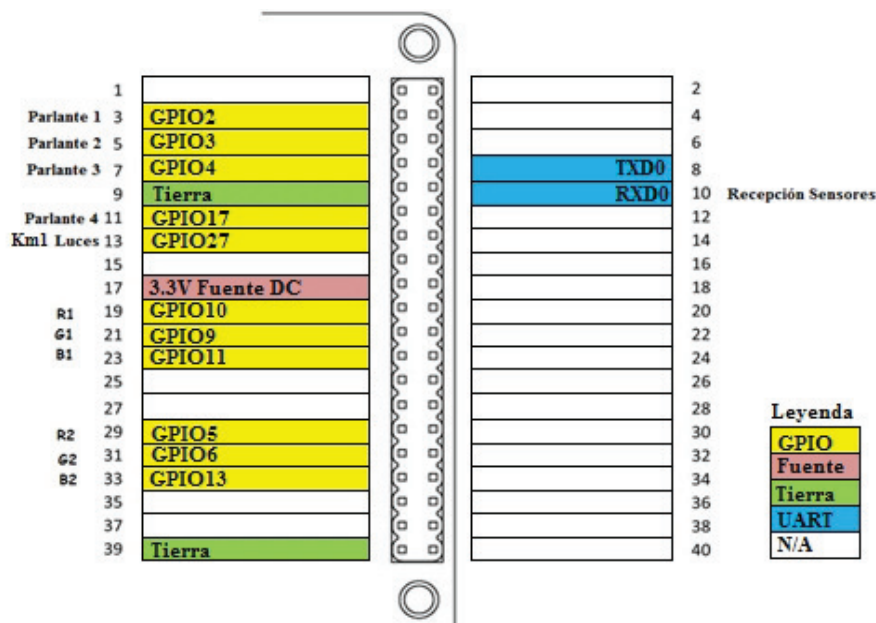 1 2
Parlante 1 3 GPIO2 4
Parlante 2 5 GPIO3 6
Parlante 3 7 GPIO4 TXD0 8
9 Tierra RXD0 10 Recepción Sensores
Parlante 4 11 GPIO17 12
Km1 Luces 13 GPIO27 14
15 16
17 3.3V Fuente DC 18
R1 19 GPIO10 20
G1 21 GPIO9 22
B1 23 GPIO11 24
25 26
27 28
R2 29 GPIO5 30
G2 31 GPIO6 32
B2 33 GPIO13 34
35 36
37 38
39 Tierra 40
Leyenda
GPIO
Fuente
Tierra
UART
N/A